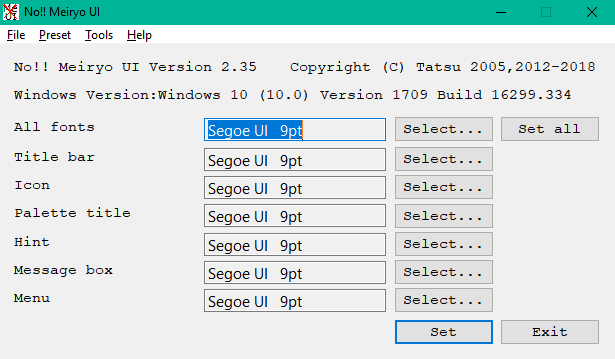 No!! Meiryo UI
File Preset Tools Help
No!! Meiryo UI Version 2.35 Copyright (C) Tatsu 2005,2012-2018
Windows Version:Windows 10 (10.0) Version 1709 Build 16299.334
All fonts Segoe UI 9pt Select... Set all
Title bar Segoe UI 9pt Select...
Icon Segoe UI 9pt Select...
Palette title Segoe UI 9pt Select...
Hint Segoe UI 9pt Select...
Message box Segoe UI 9pt Select...
Menu Segoe UI 9pt Select...
Set Exit